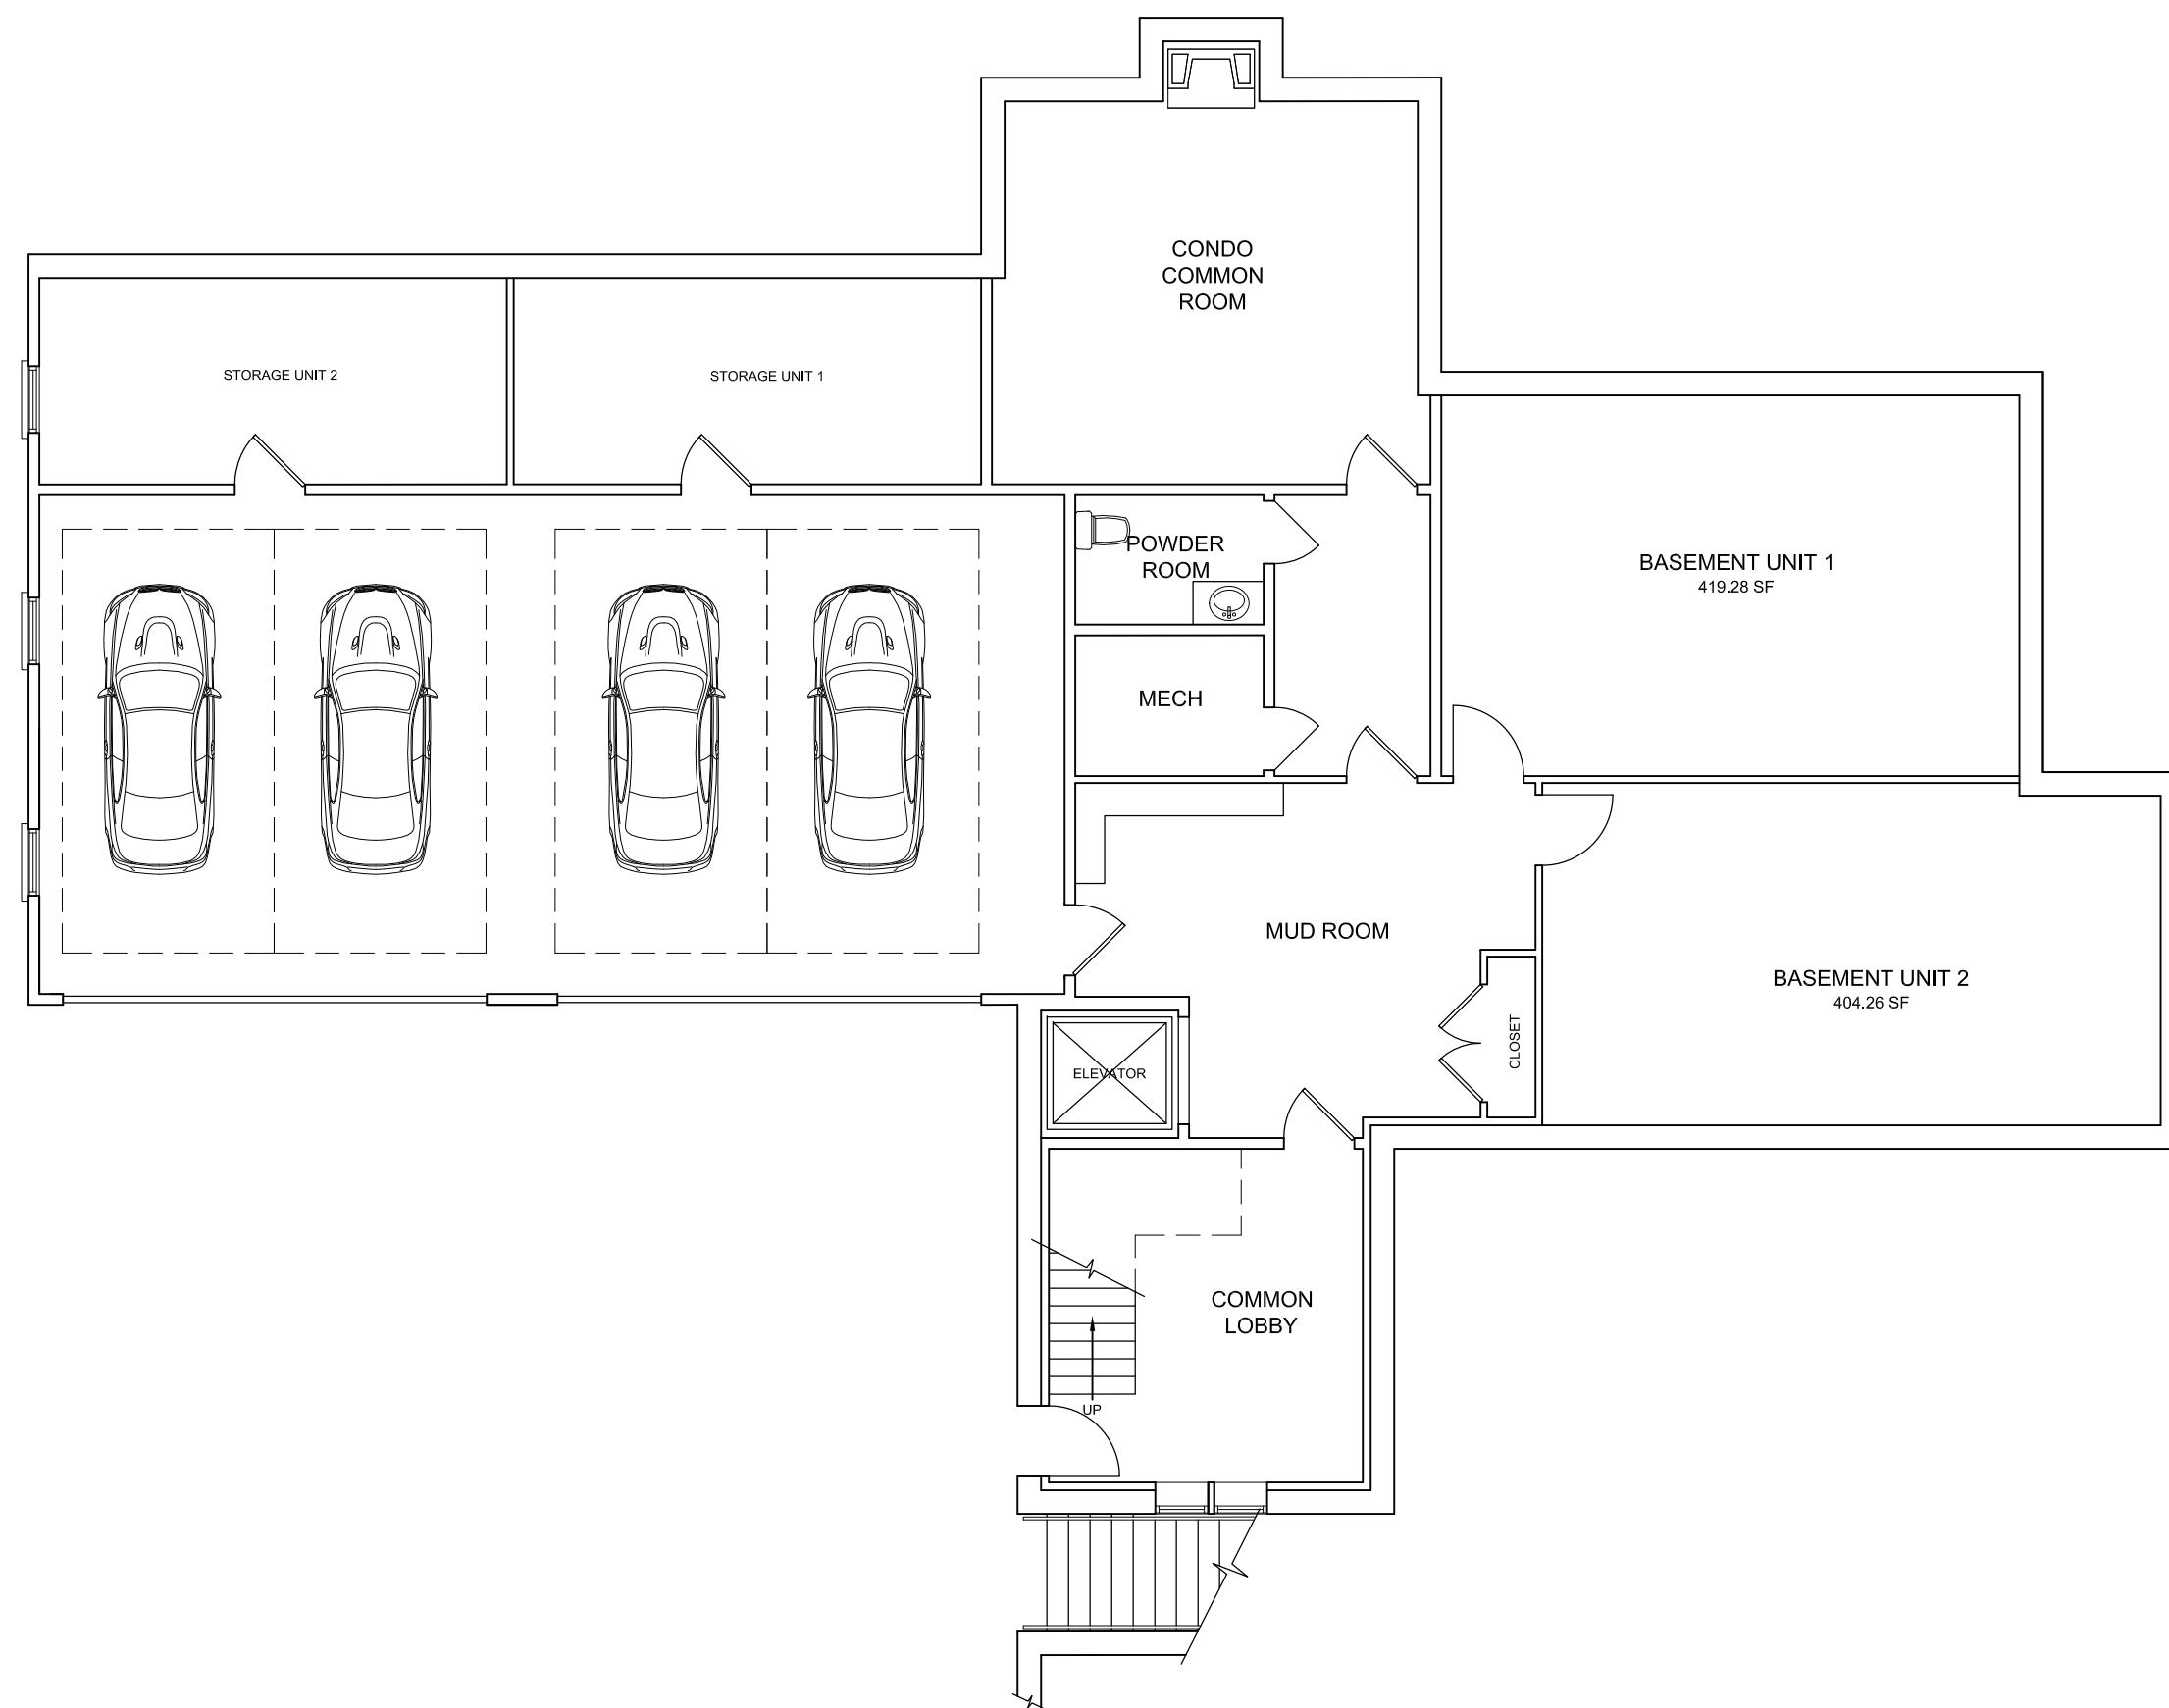 CONDO
COMMON
ROOM
STORAGE UNIT 2
STORAGE UNIT 1
POWDER
ROOM
BASEMENT UNIT 1
419.28 SF
MECH
MUD ROOM
BASEMENT UNIT 2
404.26 SF
CLOSET
ELEVATOR
COMMON
LOBBY
UP